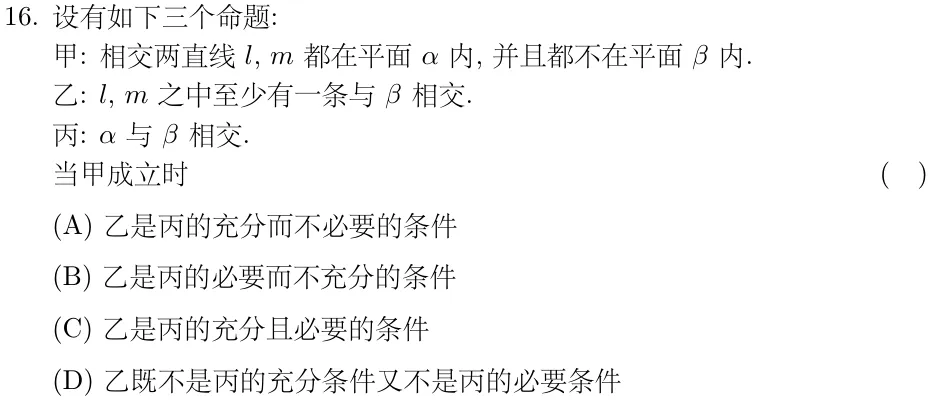 16. 设有如下三个命题:
甲: 相交两直线 l, m 都在平面 α 内, 并且都不在平面 β 内.
乙: l, m 之中至少有一条与 β 相交.
丙: α 与 β 相交.
当甲成立时 ( )
(A) 乙是丙的充分而不必要的条件
(B) 乙是丙的必要而不充分的条件
(C) 乙是丙的充分且必要的条件
(D) 乙既不是丙的充分条件又不是丙的必要条件